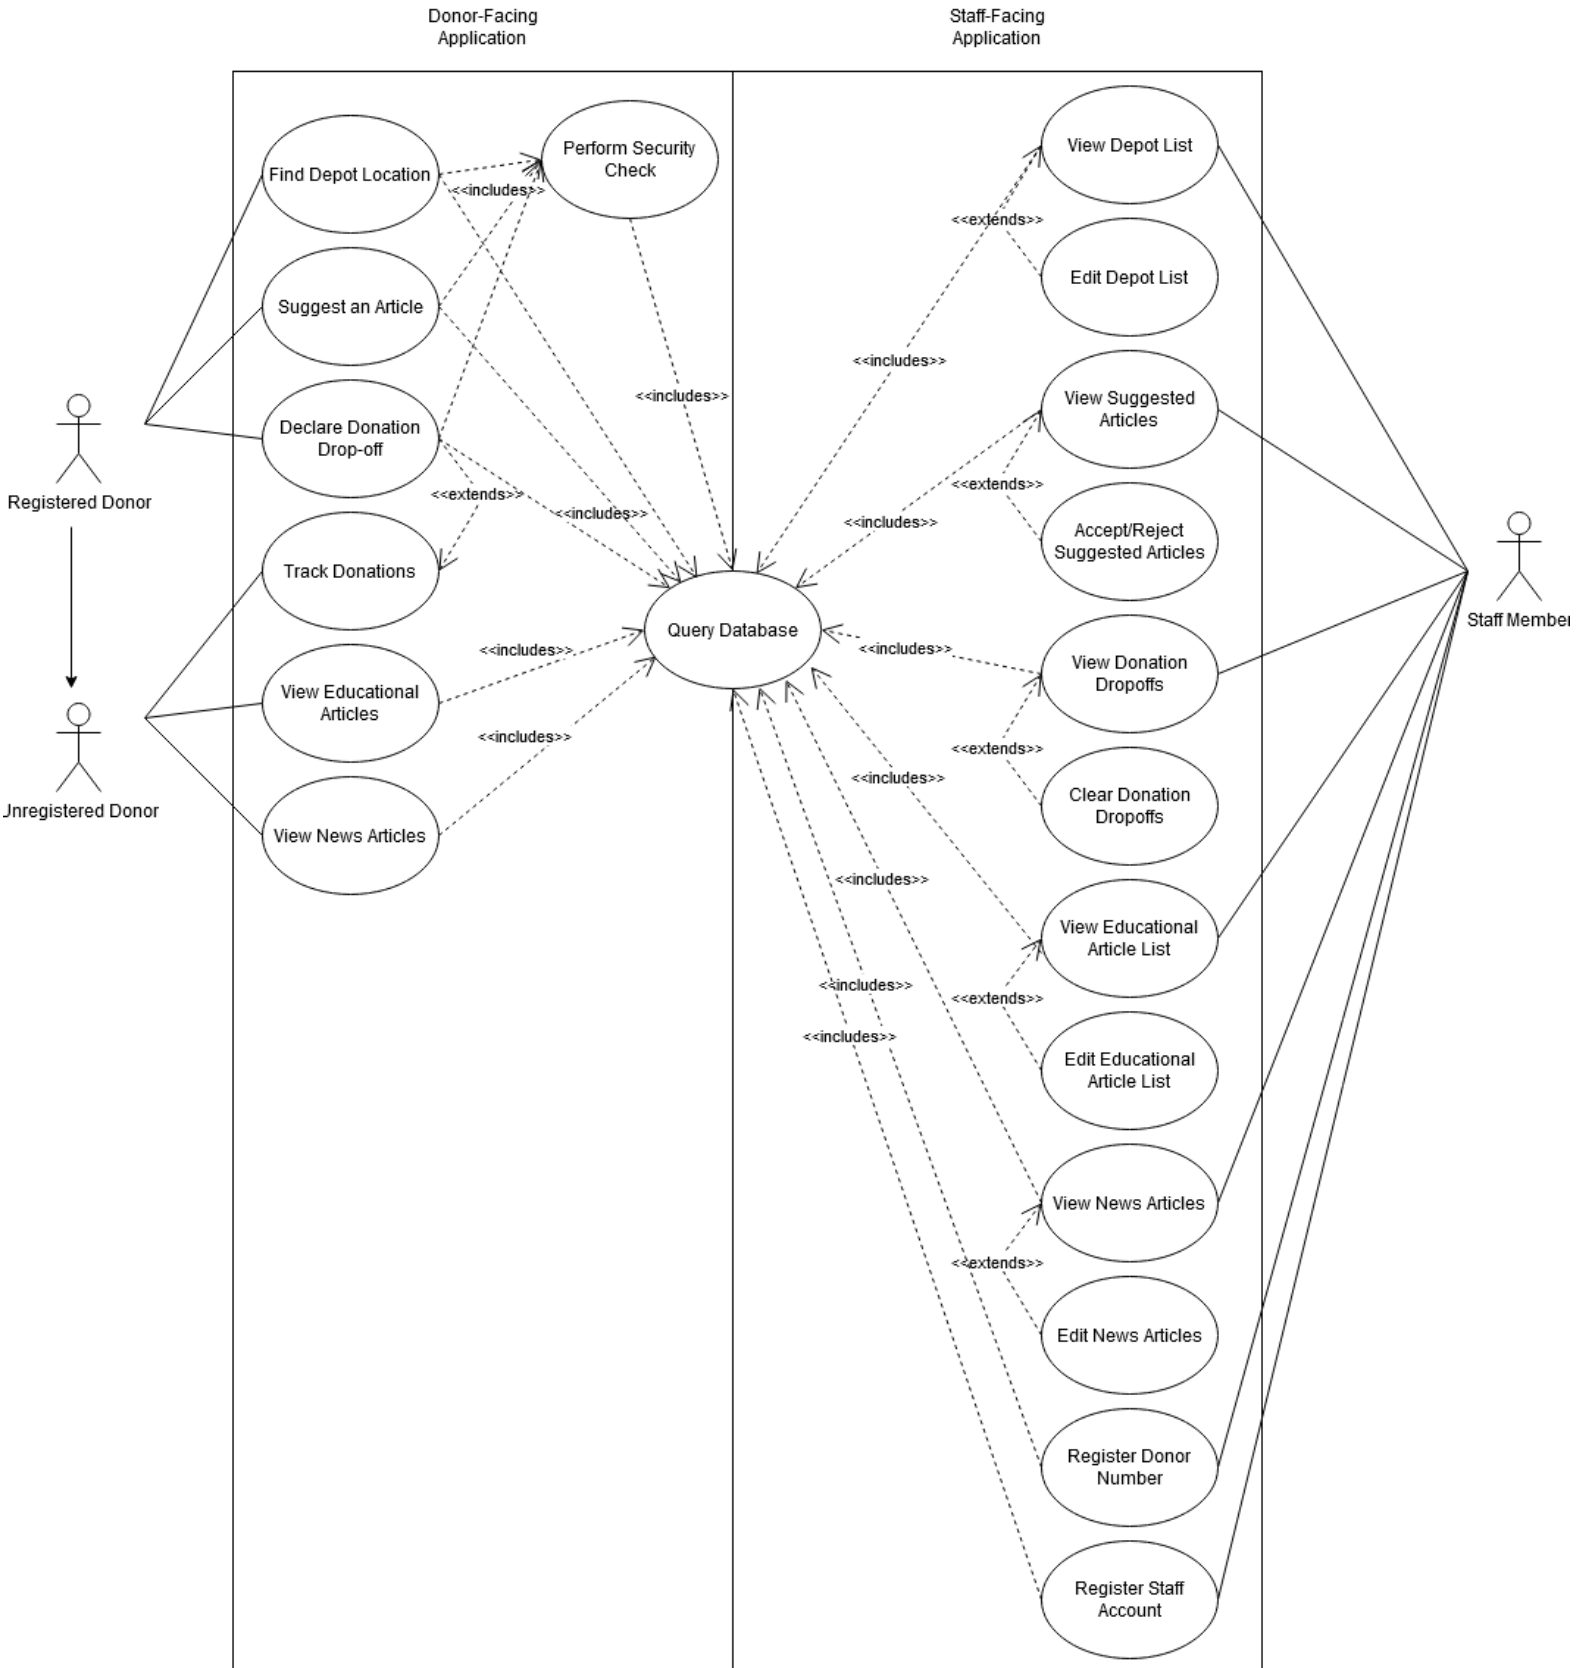 Donor-Facing
Application
Staff-Facing
Application
Find Depot Location
Perform Security
Check
<<includes>>
Suggest an Article
Declare Donation
Drop-off
<<includes>>
Registered Donor
<<extends>>
<<includes>>
Track Donations
Query Database
<<includes>>
View Educational
Articles
<<includes>>
View News Articles
Unregistered Donor
View Depot List
<<extends>>
Edit Depot List
<<includes>>
View Suggested
Articles
<<extends>>
<<includes>>
Accept/Reject
Suggested Articles
Staff Member
<<includes>>
View Donation
Dropoffs
<<extends>>
<<includes>>
Clear Donation
Dropoffs
<<includes>>
View Educational
Article List
<<includes>>
<<extends>>
<<includes>>
Edit Educational
Article List
View News Articles
<<extends>>
Edit News Articles
Register Donor
Number
Register Staff
Account